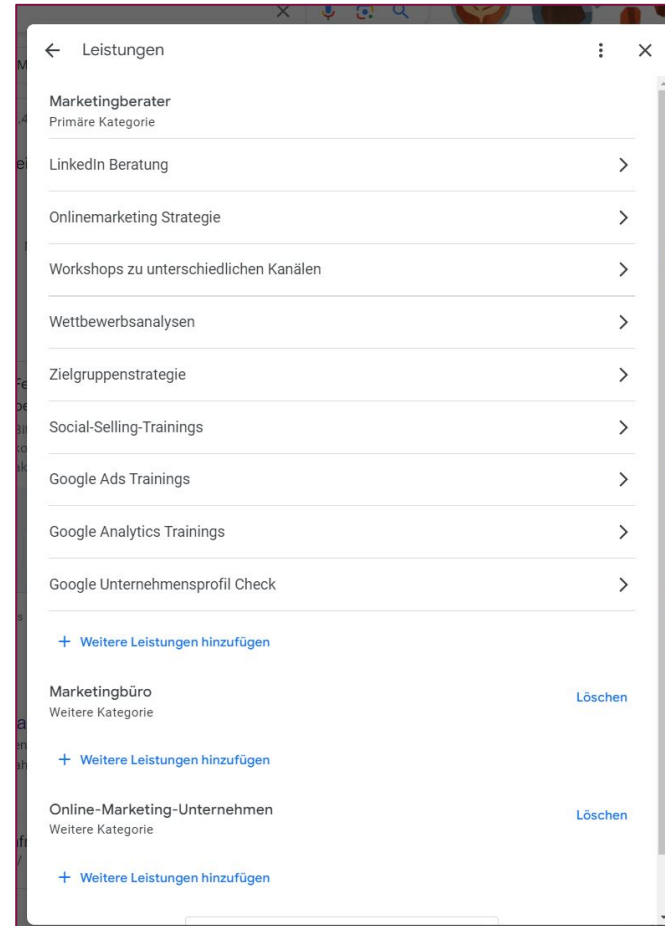 Leistungen
Marketingberater
Primäre Kategorie
LinkedIn Beratung
Onlinemarketing Strategie
Workshops zu unterschiedlichen Kanälen
Wettbewerbsanalysen
Zielgruppenstrategie
Social-Selling-Trainings
Google Ads Trainings
Google Analytics Trainings
Google Unternehmensprofil Check
+ Weitere Leistungen hinzufügen
Marketingbüro
Löschen
Weitere Kategorie
+ Weitere Leistungen hinzufügen
Online-Marketing-Unternehmen
Löschen
Weitere Kategorie
+ Weitere Leistungen hinzufügen